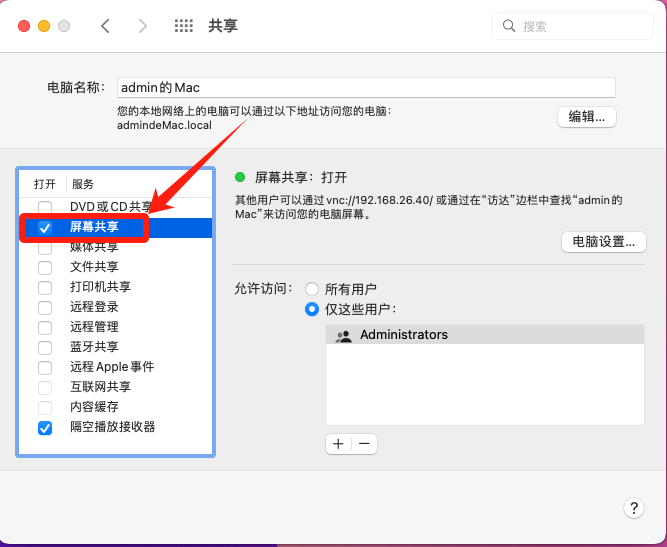 共享
搜索
电脑名称：
admin的Mac
您的本地网络上的电脑可以通过以下地址访问您的电脑：
admindeMac.local
编辑...
打开
服务
DVD或CD共享
屏幕共享
媒体共享
文件共享
打印机共享
远程登录
远程管理
蓝牙共享
远程Apple事件
互联网共享
内容缓存
隔空播放接收器
屏幕共享：打开
其他用户可以通过 vnc://192.168.26.40/ 或通过在“访达”边栏中查找“admin的
Mac”来访问您的电脑屏幕。
电脑设置...
允许访问：
所有用户
仅这些用户：
Administrators
+
−
?